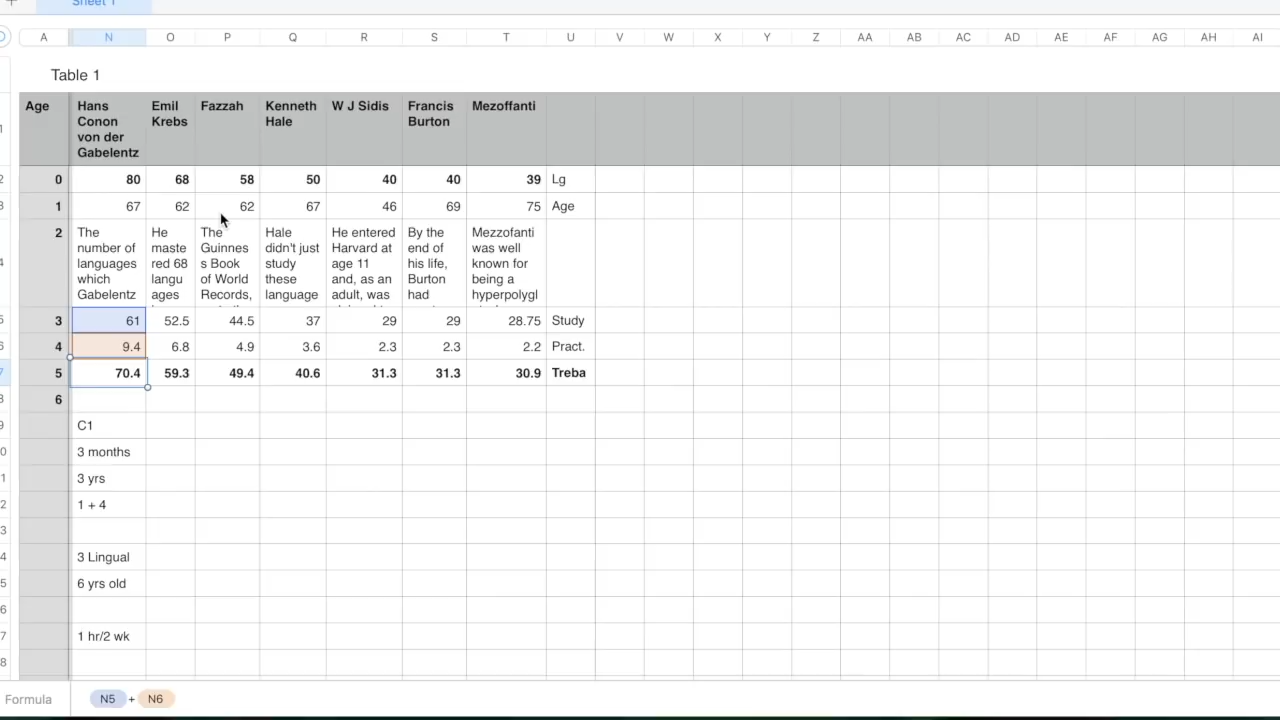 Sheet 1
A N O P Q R S T U V W X Y Z AA AB AC AD AE AF AG AH AI
Table 1
Age Hans Conon von der Gabelentz Emil Krebs Fazzah Kenneth Hale W J Sidis Francis Burton Mezoffanti
0 80 68 58 50 40 40 39 Lg
1 67 62 62 67 46 69 75 Age
2 The number of languages which Gabelentz He maste red 68 langu ages The Guinnes s Book of World Records, Hale didn't just study these language He entered Harvard at age 11 and, as an adult, was By the end of his life, Burton had Mezzofanti was well known for being a hyperpolygl
3 61 52.5 44.5 37 29 29 28.75 Study
4 9.4 6.8 4.9 3.6 2.3 2.3 2.2 Pract.
5 70.4 59.3 49.4 40.6 31.3 31.3 30.9 Treba
6
C1
3 months
3 yrs
1 + 4
3 Lingual
6 yrs old
1 hr/2 wk
Formula N5 + N6